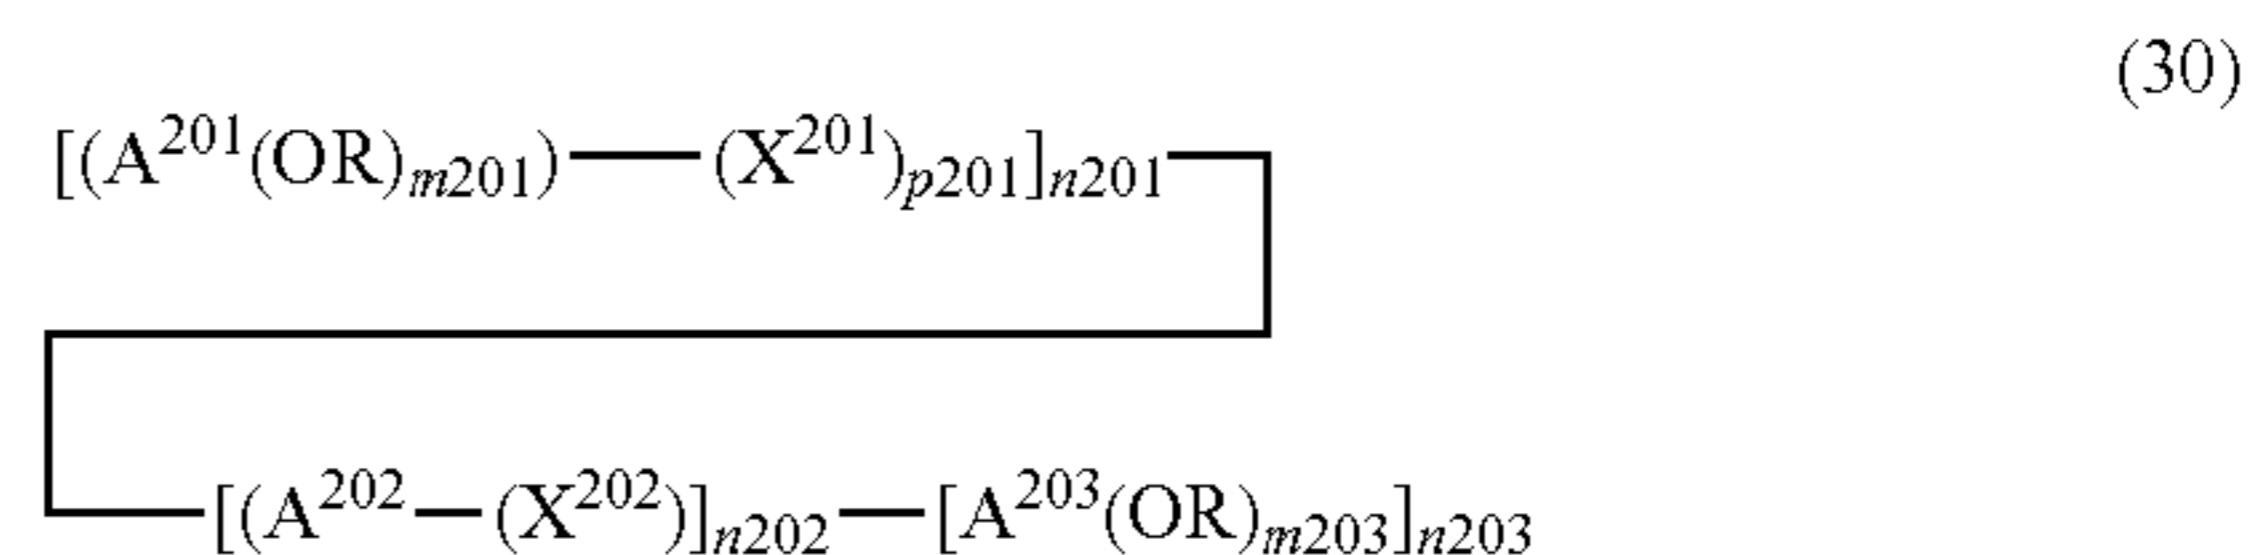 (30)
[(A²⁰¹(OR)ₘ₂₀₁)—(X²⁰¹)ₚ₂₀₁]ₙ₂₀₁
[(A²⁰²—(X²⁰²)]ₙ₂₀₂—[A²⁰³(OR)ₘ₂₀₃]ₙ₂₀₃